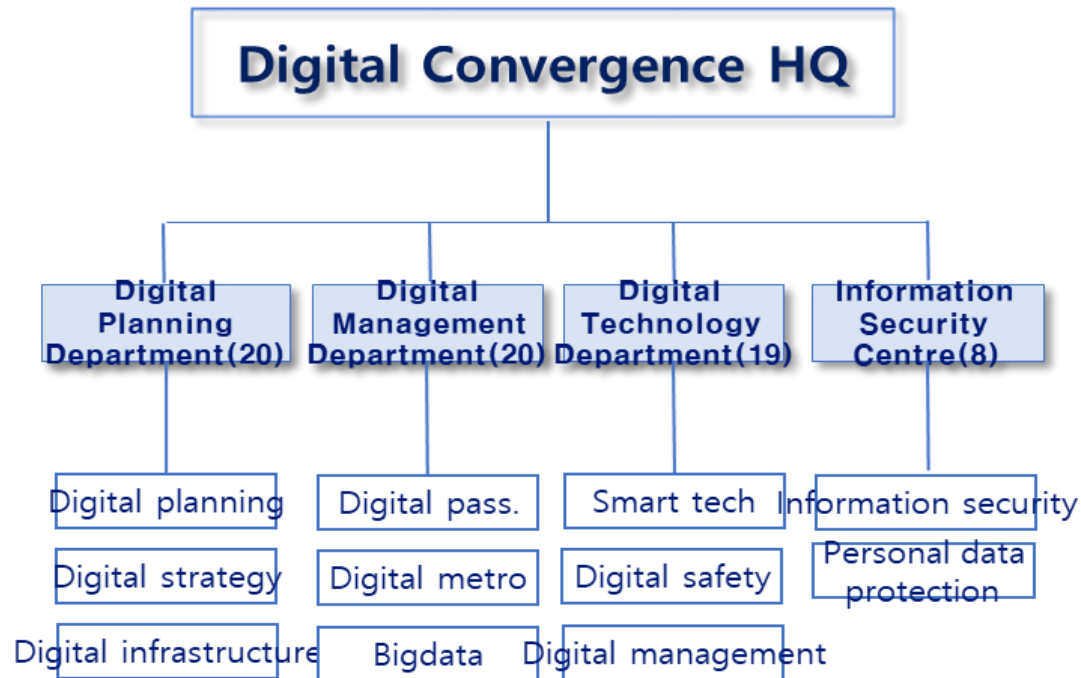 Digital Convergence HQ
Digital
Planning
Department(20)
Digital
Management
Department(20)
Digital
Technology
Department(19)
Information
Security
Centre(8)
Digital planning
Digital strategy
Digital infrastructure
Digital pass.
Digital metro
Bigdata
Smart tech
Digital safety
Digital management
Information security
Personal data
protection